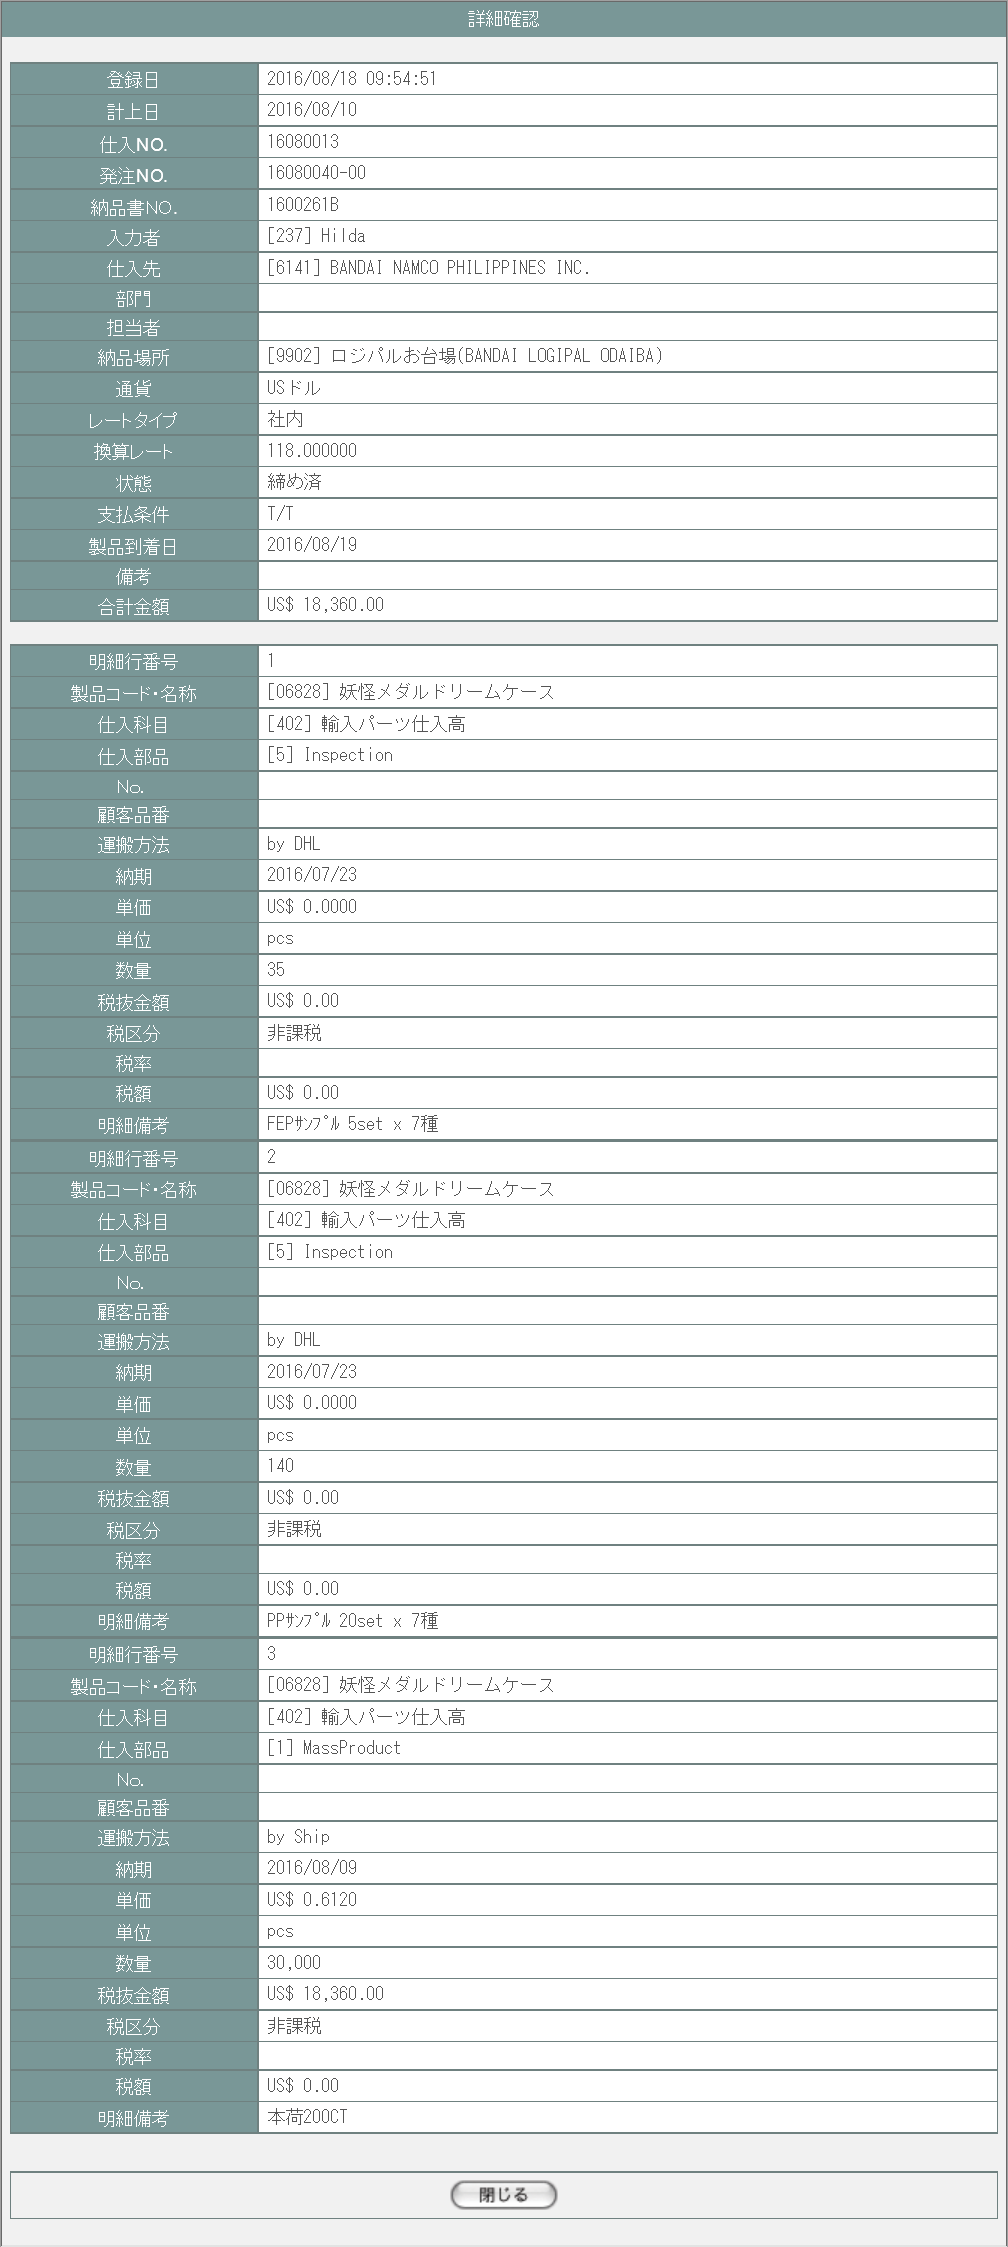 詳細確認
登録日 2016/08/18 09:54:51
計上日 2016/08/10
仕入NO. 16080013
発注NO. 16080040-00
納品書NO. 1600261B
入力者 [237] Hilda
仕入先 [6141] BANDAI NAMCO PHILIPPINES INC.
部門
担当者
納品場所 [9902] ロジパルお台場(BANDAI LOGIPAL ODAIBA)
通貨 USドル
レートタイプ 社内
換算レート 118.000000
状態 締め済
支払条件 T/T
製品到着日 2016/08/19
備考
合計金額 US$ 18,360.00
明細行番号 1
製品コード・名称 [06828] 妖怪メダルドリームケース
仕入科目 [402] 輸入パーツ仕入高
仕入部品 [5] Inspection
No.
顧客品番
運搬方法 by DHL
納期 2016/07/23
単価 US$ 0.0000
単位 pcs
数量 35
税抜金額 US$ 0.00
税区分 非課税
税率
税額 US$ 0.00
明細備考 FEPｻﾝﾌﾟﾙ 5set x 7種
明細行番号 2
製品コード・名称 [06828] 妖怪メダルドリームケース
仕入科目 [402] 輸入パーツ仕入高
仕入部品 [5] Inspection
No.
顧客品番
運搬方法 by DHL
納期 2016/07/23
単価 US$ 0.0000
単位 pcs
数量 140
税抜金額 US$ 0.00
税区分 非課税
税率
税額 US$ 0.00
明細備考 PPｻﾝﾌﾟﾙ 20set x 7種
明細行番号 3
製品コード・名称 [06828] 妖怪メダルドリームケース
仕入科目 [402] 輸入パーツ仕入高
仕入部品 [1] MassProduct
No.
顧客品番
運搬方法 by Ship
納期 2016/08/09
単価 US$ 0.6120
単位 pcs
数量 30,000
税抜金額 US$ 18,360.00
税区分 非課税
税率
税額 US$ 0.00
明細備考 本荷200CT
閉じる